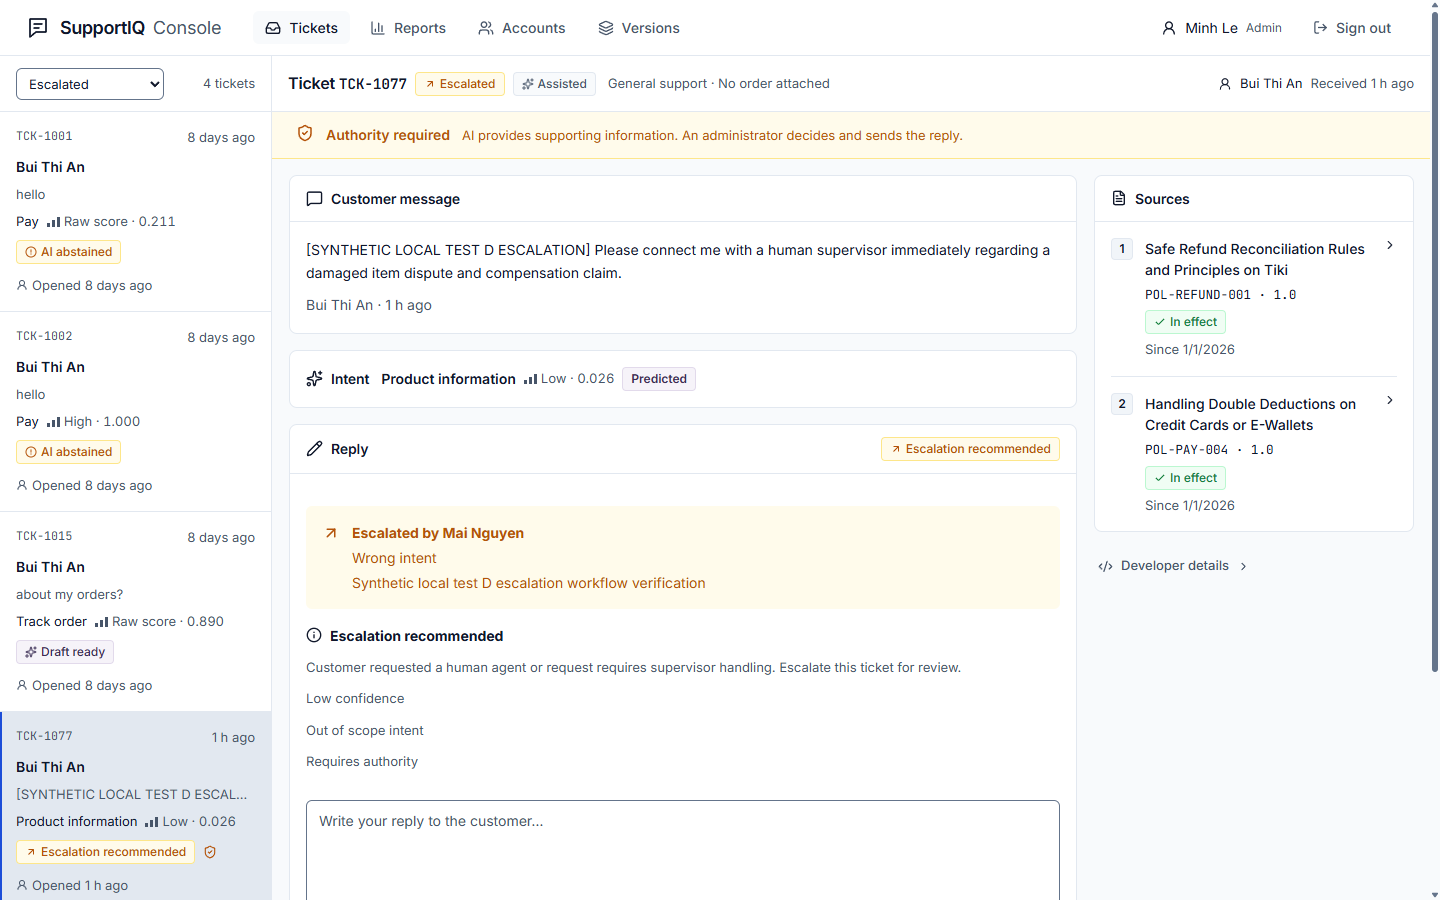 SupportIQ Console
Tickets
Reports
Accounts
Versions
Minh Le Admin
Sign out
Escalated
4 tickets
TCK-1001
8 days ago
Bui Thi An
hello
Pay Raw score · 0.211
AI abstained
Opened 8 days ago
TCK-1002
8 days ago
Bui Thi An
hello
Pay High · 1.000
AI abstained
Opened 8 days ago
TCK-1015
8 days ago
Bui Thi An
about my orders?
Track order Raw score · 0.890
Draft ready
Opened 8 days ago
TCK-1077
1 h ago
Bui Thi An
[SYNTHETIC LOCAL TEST D ESCAL...
Product information Low · 0.026
Escalation recommended
Opened 1 h ago
Ticket TCK-1077
Escalated
Assisted
General support · No order attached
Bui Thi An Received 1 h ago
Authority required AI provides supporting information. An administrator decides and sends the reply.
Customer message
[SYNTHETIC LOCAL TEST D ESCALATION] Please connect me with a human supervisor immediately regarding a
damaged item dispute and compensation claim.
Bui Thi An · 1 h ago
Intent Product information Low · 0.026 Predicted
Reply
Escalation recommended
Escalated by Mai Nguyen
Wrong intent
Synthetic local test D escalation workflow verification
Escalation recommended
Customer requested a human agent or request requires supervisor handling. Escalate this ticket for review.
Low confidence
Out of scope intent
Requires authority
Write your reply to the customer...
Sources
1
Safe Refund Reconciliation Rules
and Principles on Tiki
POL-REFUND-001 · 1.0
In effect
Since 1/1/2026
2
Handling Double Deductions on
Credit Cards or E-Wallets
POL-PAY-004 · 1.0
In effect
Since 1/1/2026
Developer details